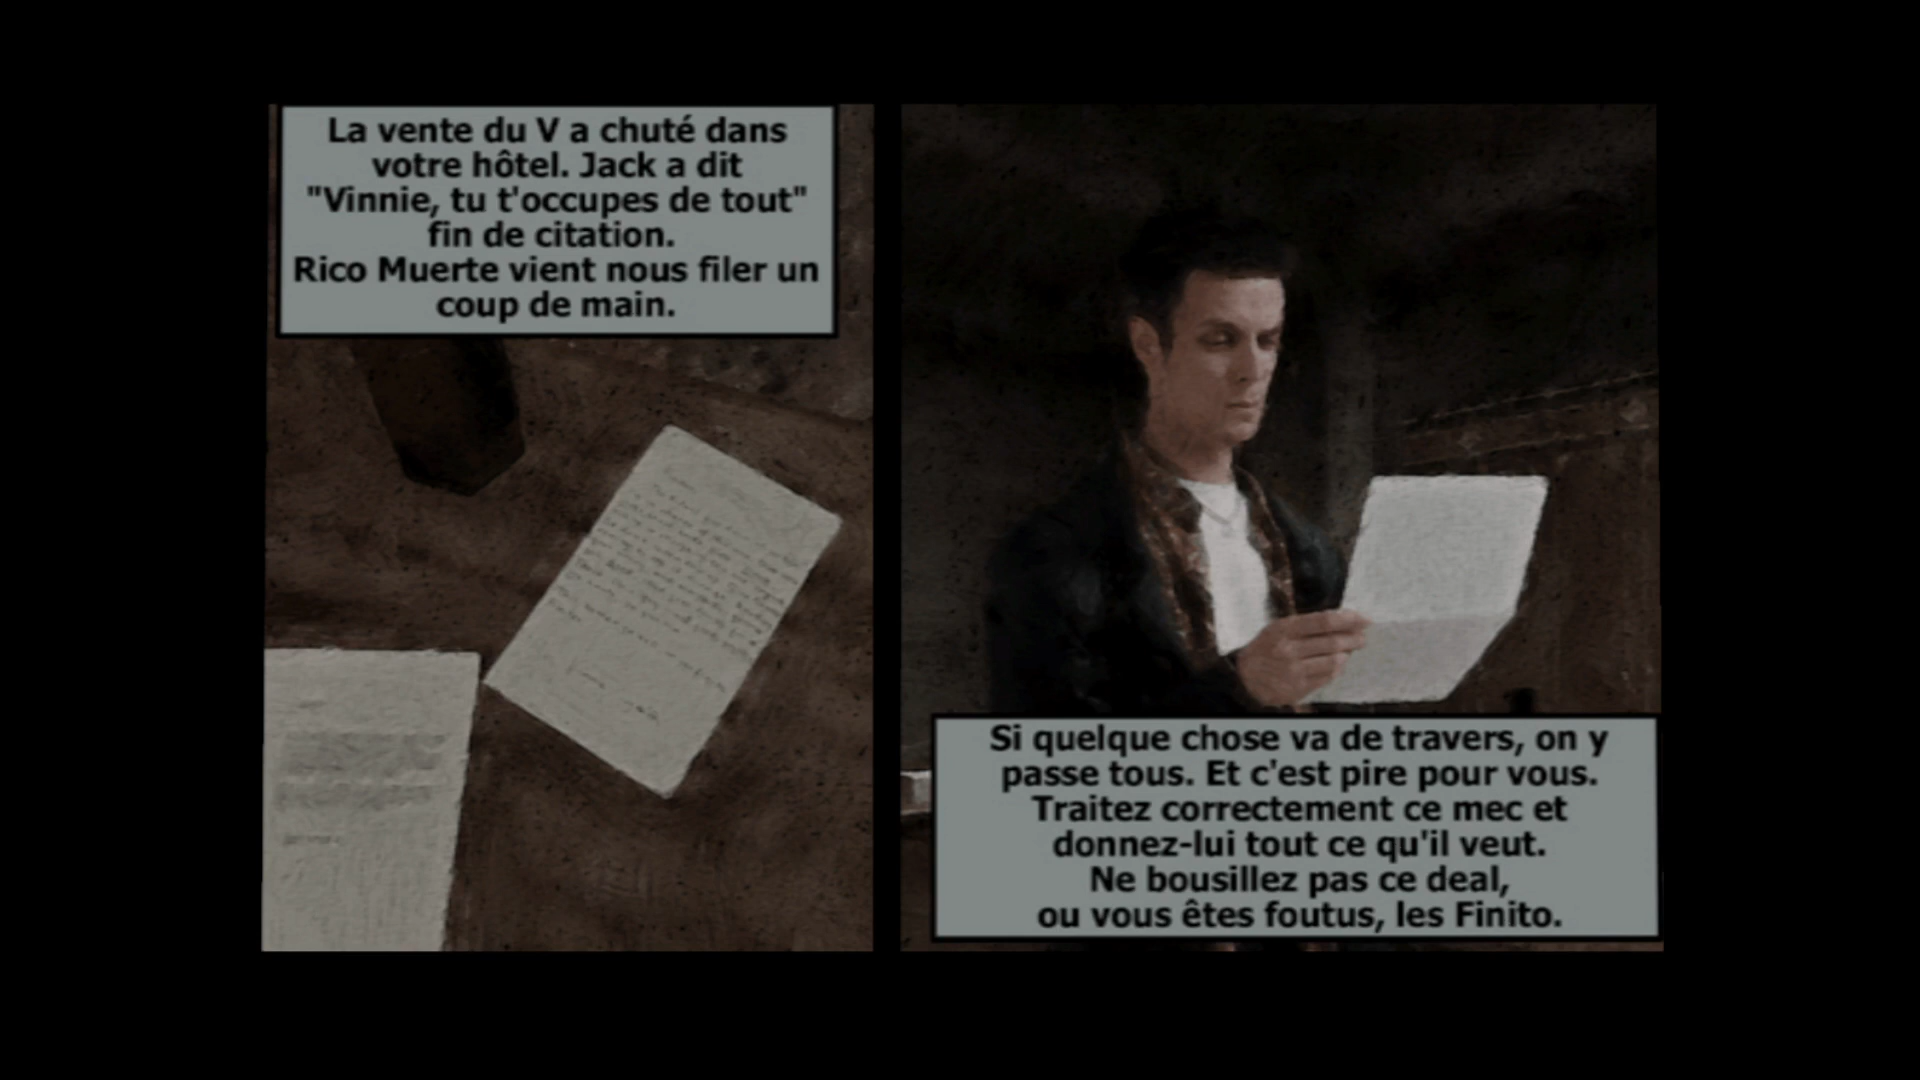 La vente du V a chuté dans
votre hôtel. Jack a dit
"Vinnie, tu t'occupes de tout"
fin de citation.
Rico Muerte vient nous filer un
coup de main.
Si quelque chose va de travers, on y
passe tous. Et c'est pire pour vous.
Traitez correctement ce mec et
donnez-lui tout ce qu'il veut.
Ne bousillez pas ce deal,
ou vous êtes foutus, les Finito.